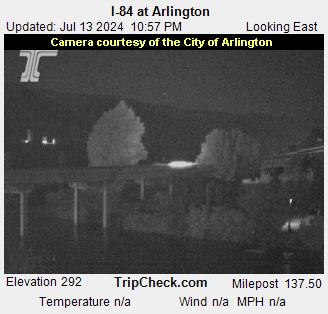 I-84 at Arlington
Updated: Jul 13 2024 10:57 PM Looking East
Camera courtesy of the City of Arlington
Elevation 292 TripCheck.com Milepost 137.50
Temperature n/a Wind n/a MPH n/a